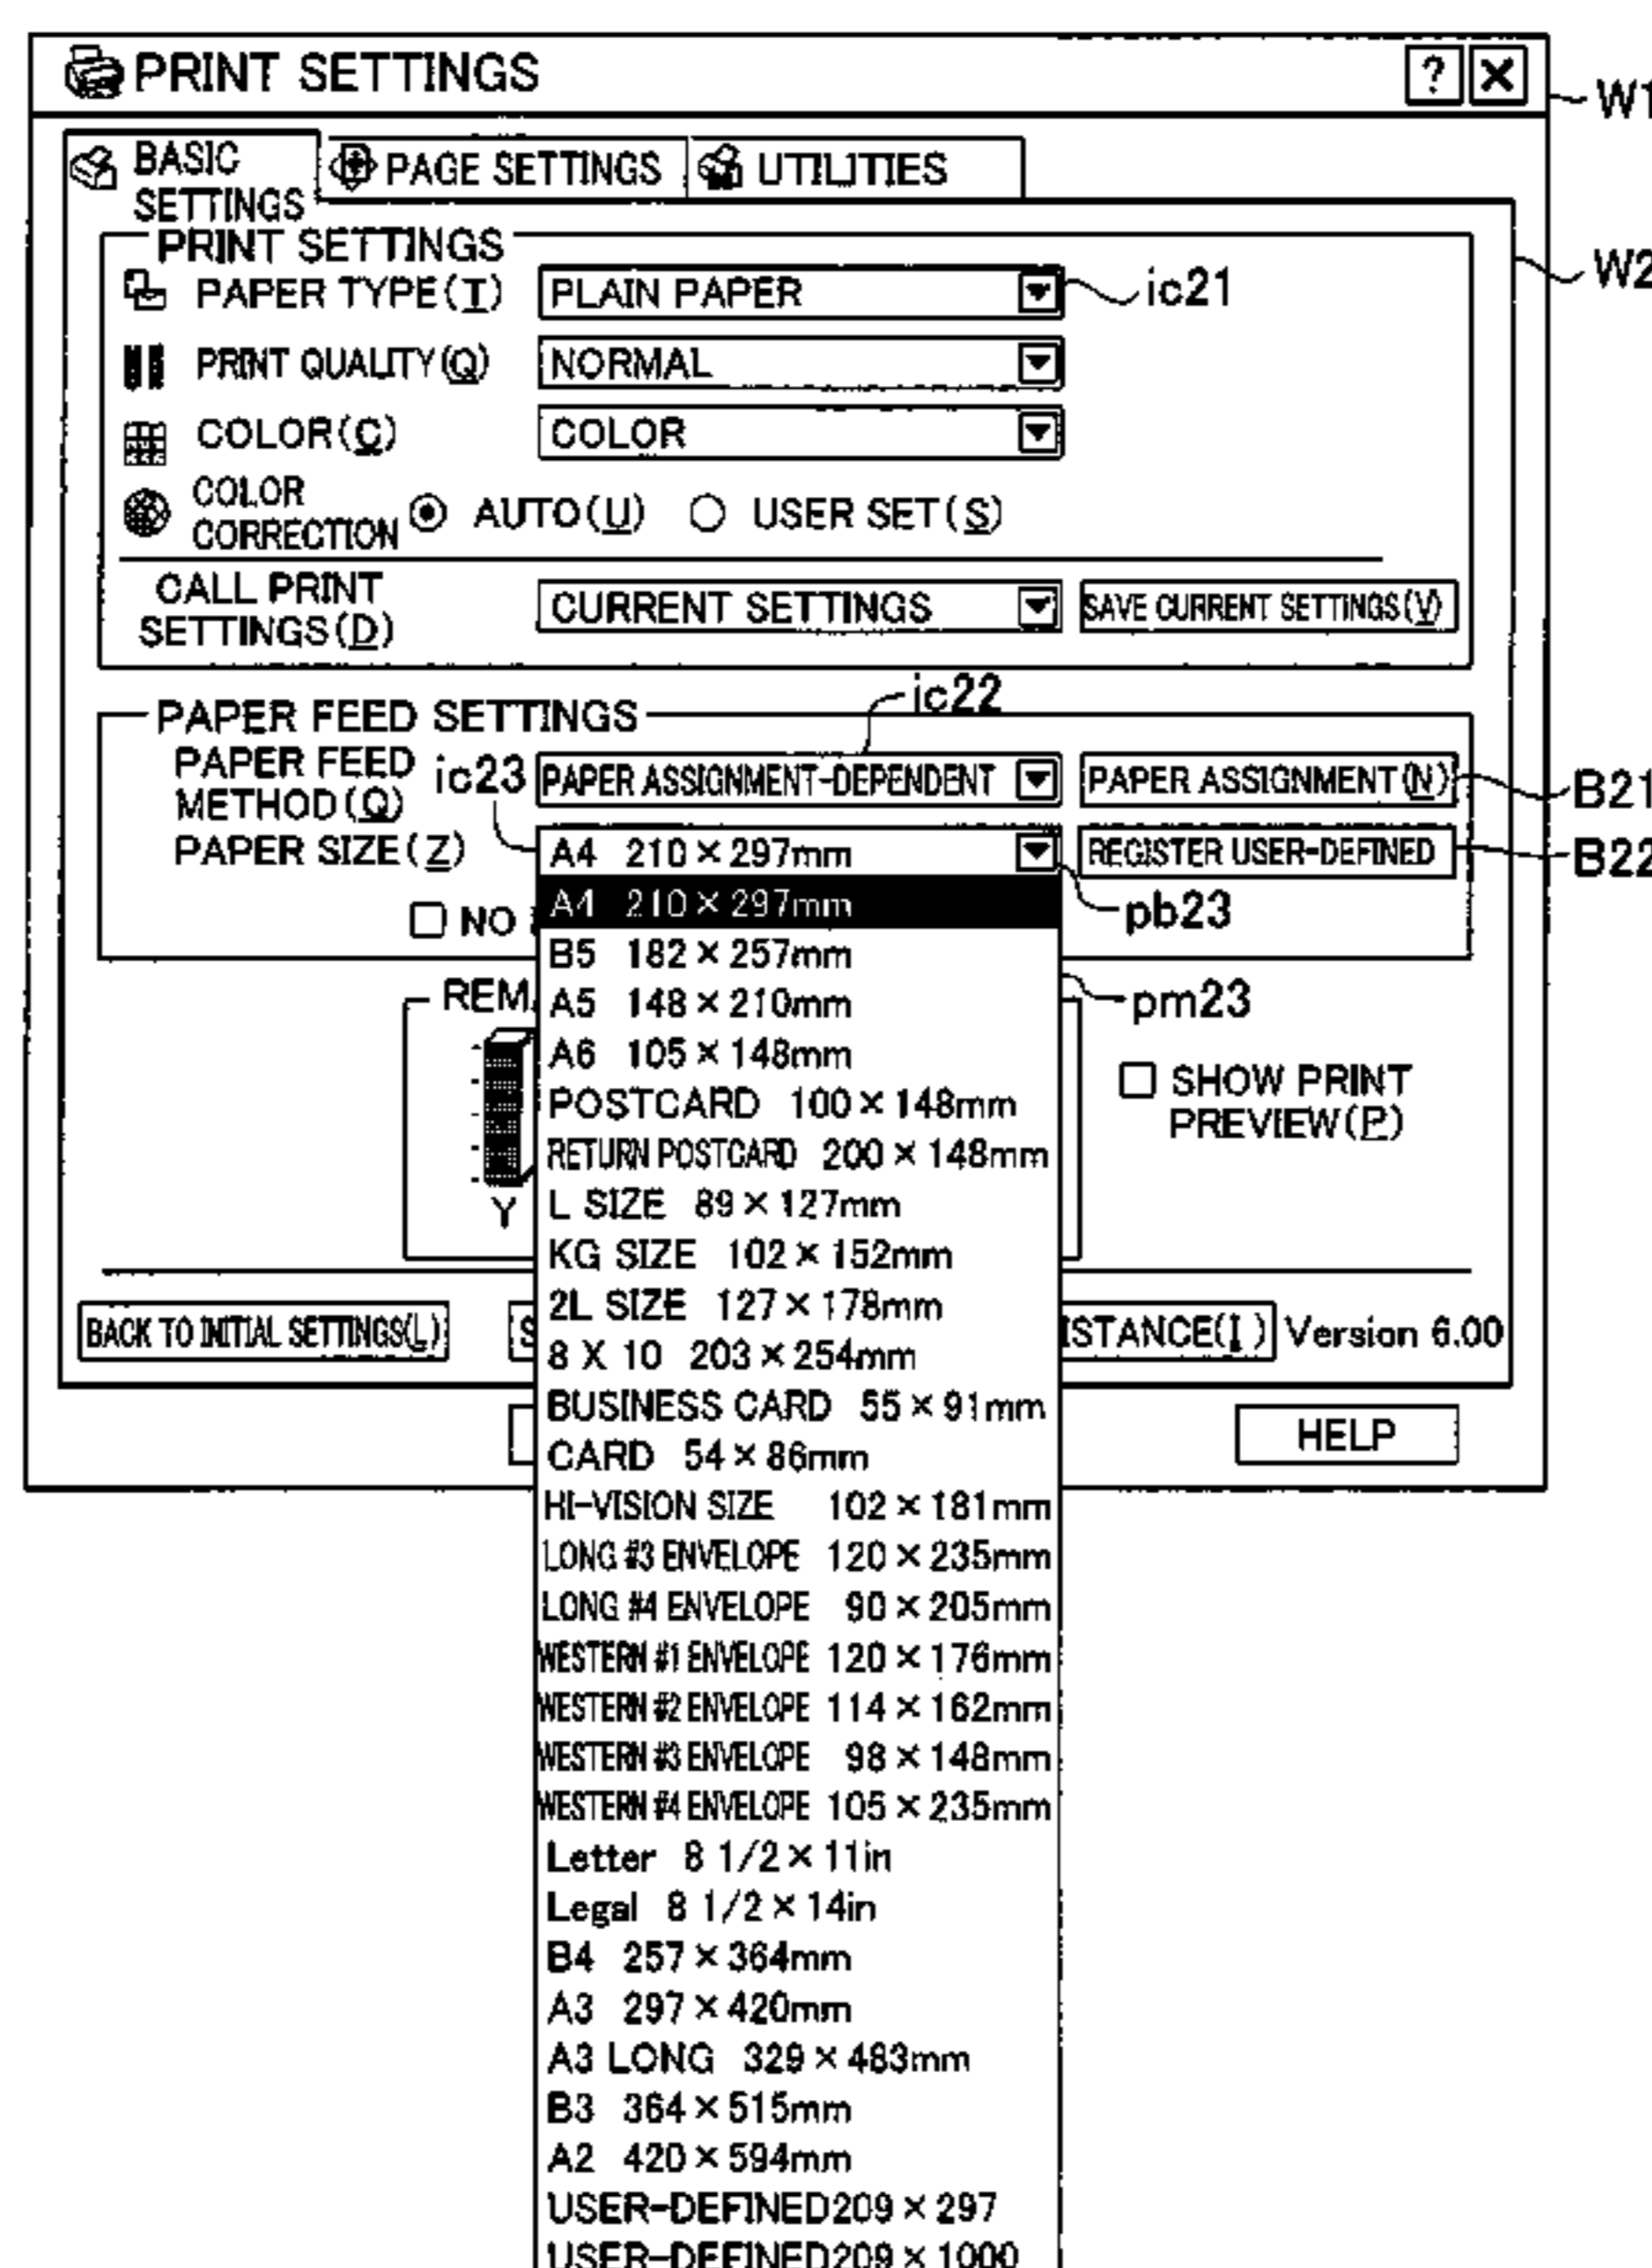 PRINT SETTINGS
? ×
W1
BASIC SETTINGS
PAGE SETTINGS
UTILITIES
W2
PRINT SETTINGS
PAPER TYPE(T) PLAIN PAPER ic21
PRINT QUALITY(Q) NORMAL
COLOR(C) COLOR
COLOR CORRECTION AUTO(U) USER SET(S)
CALL PRINT SETTINGS(D) CURRENT SETTINGS SAVE CURRENT SETTINGS(V)
ic22
PAPER FEED SETTINGS
PAPER FEED METHOD(Q) ic23 PAPER ASSIGNMENT-DEPENDENT PAPER ASSIGNMENT(N) B21
PAPER SIZE(Z) A4 210×297mm REGISTER USER-DEFINED B22
NO
A4 210×297mm pb23
B5 182×257mm
REM
A5 148×210mm pm23
A6 105×148mm
SHOW PRINT PREVIEW(P)
POSTCARD 100×148mm
RETURN POSTCARD 200×148mm
Y
L SIZE 89×127mm
KG SIZE 102×152mm
2L SIZE 127×178mm
BACK TO INITIAL SETTINGS(L) S ISTANCE(I) Version 6.00
8 X 10 203×254mm
BUSINESS CARD 55×91mm
HELP
CARD 54×86mm
HI-VISION SIZE 102×181mm
LONG #3 ENVELOPE 120×235mm
LONG #4 ENVELOPE 90×205mm
WESTERN #1 ENVELOPE 120×176mm
WESTERN #2 ENVELOPE 114×162mm
WESTERN #3 ENVELOPE 98×148mm
WESTERN #4 ENVELOPE 105×235mm
Letter 8 1/2×11in
Legal 8 1/2×14in
B4 257×364mm
A3 297×420mm
A3 LONG 329×483mm
B3 364×515mm
A2 420×594mm
USER-DEFINED209×297
USER-DEFINED209×1000